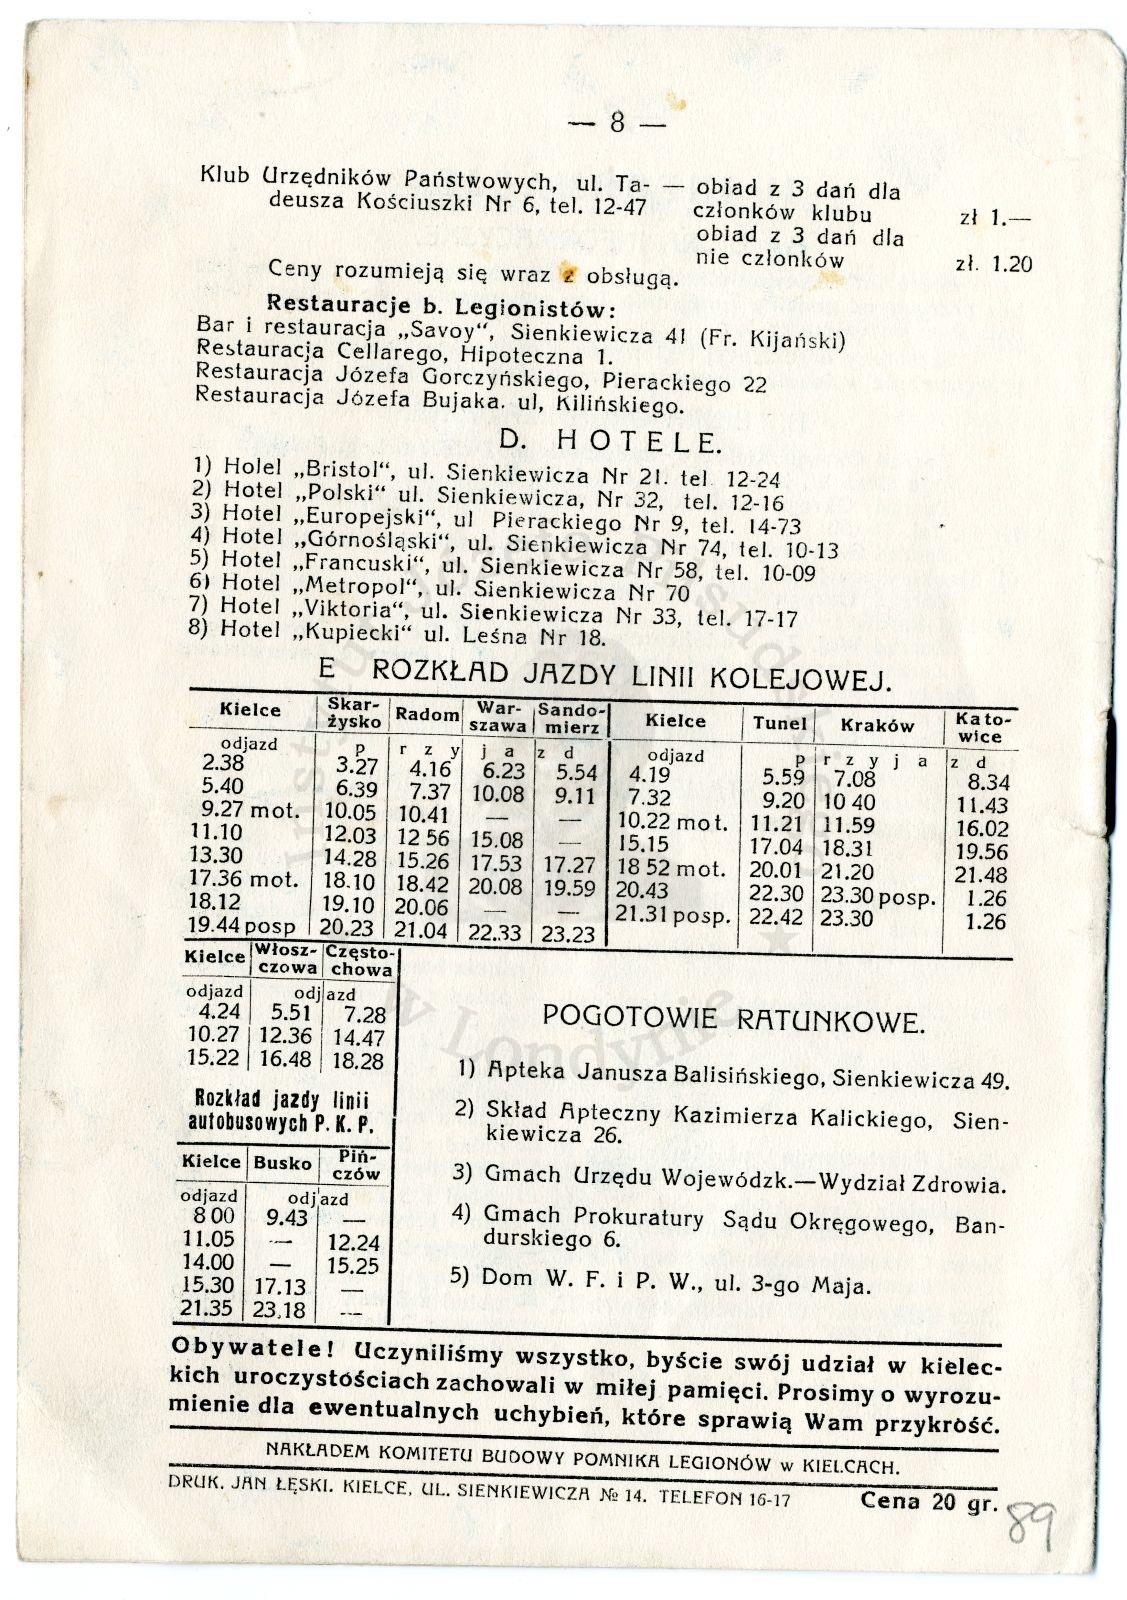 — 8 —
Klub Urzędników Państwowych, ul. Ta- — obiad z 3 dań dla
deusza Kościuszki Nr 6, tel. 12-47 członków klubu zł 1.—
obiad z 3 dań dla
nie członków zł. 1.20
Ceny rozumieją się wraz z obsługą.
Restauracje b. Legionistów:
Bar i restauracja „Savoy“, Sienkiewicza 41 (Fr. Kijański)
Restauracja Cellarego, Hipoteczna 1.
Restauracja Józefa Gorczyńskiego, Pierackiego 22
Restauracja Józefa Bujaka. ul, Kilińskiego.
D. HOTELE.
1) Holel „Bristol“, ul. Sienkiewicza Nr 21. tel. 12-24
2) Hotel „Polski“ ul. Sienkiewicza, Nr 32, tel. 12-16
3) Hotel „Europejski“, ul Pierackiego Nr 9, tel. 14-73
4) Hotel „Górnośląski“, ul. Sienkiewicza Nr 74, tel. 10-13
5) Hotel „Francuski“, ul. Sienkiewicza Nr 58, tel. 10-09
6) Hotel „Metropol“, ul. Sienkiewicza Nr 70
7) Hotel „Viktoria“, ul. Sienkiewicza Nr 33, tel. 17-17
8) Hotel „Kupiecki“ ul. Leśna Nr 18.
E ROZKŁAD JAZDY LINII KOLEJOWEJ.
Kielce Skar-żysko Radom War-szawa Sando-mierz Kielce Tunel Kraków Kato-wice
odjazd p r z y j a z d odjazd p r z y j a z d
2.38 3.27 4.16 6.23 5.54 4.19 5.59 7.08 8.34
5.40 6.39 7.37 10.08 9.11 7.32 9.20 10 40 11.43
9.27 mot. 10.05 10.41 — — 10.22 mot. 11.21 11.59 16.02
11.10 12.03 12 56 15.08 — 15.15 17.04 18.31 19.56
13.30 14.28 15.26 17.53 17.27 18 52 mot. 20.01 21.20 21.48
17.36 mot. 18.10 18.42 20.08 19.59 20.43 22.30 23.30 posp. 1.26
18.12 19.10 20.06 — — 21.31 posp. 22.42 23.30 1.26
19.44 posp 20.23 21.04 22.33 23.23
Kielce Włosz-czowa Często-chowa
odjazd odjazd
4.24 5.51 7.28
10.27 12.36 14.47
15.22 16.48 18.28
Rozkład jazdy linii
autobusowych P. K. P.
Kielce Busko Piń-czów
odjazd odjazd
8 00 9.43 —
11.05 — 12.24
14.00 — 15.25
15.30 17.13 —
21.35 23.18 —
POGOTOWIE RATUNKOWE.
1) Apteka Janusza Balisińskiego, Sienkiewicza 49.
2) Skład Apteczny Kazimierza Kalickiego, Sien-
kiewicza 26.
3) Gmach Urzędu Wojewódzk.—Wydział Zdrowia.
4) Gmach Prokuratury Sądu Okręgowego, Ban-
durskiego 6.
5) Dom W. F. i P. W., ul. 3-go Maja.
Obywatele! Uczyniliśmy wszystko, byście swój udział w kielec-
kich uroczystościach zachowali w miłej pamięci. Prosimy o wyrozu-
mienie dla ewentualnych uchybień, które sprawią Wam przykrość.
NAKŁADEM KOMITETU BUDOWY POMNIKA LEGIONÓW w KIELCACH.
DRUK. JAN ŁĘSKI. KIELCE, UL. SIENKIEWICZA № 14. TELEFON 16-17 Cena 20 gr.
89
Instytut Józefa Piłsudskiego
w Londynie